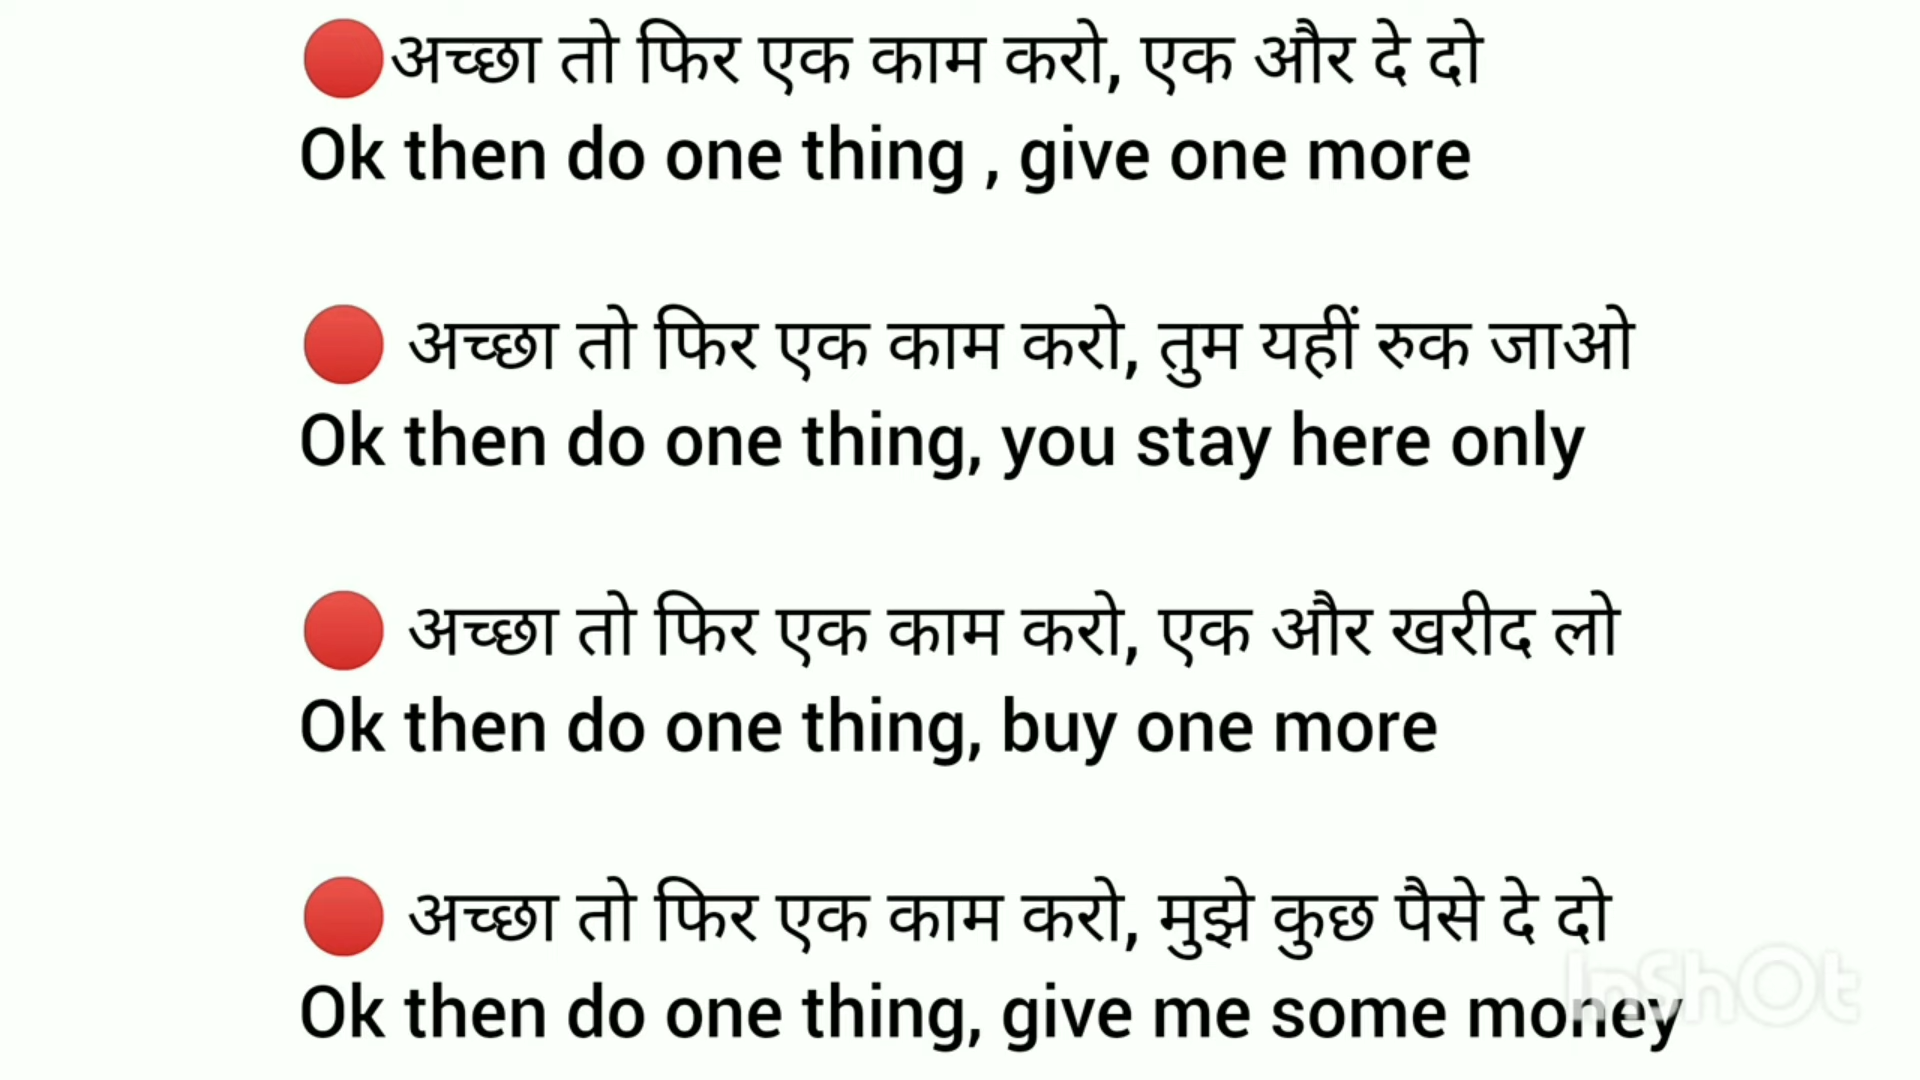 अच्छा तो फिर एक काम करो, एक और दे दो
Ok then do one thing , give one more
अच्छा तो फिर एक काम करो, तुम यहीं रुक जाओ
Ok then do one thing, you stay here only
अच्छा तो फिर एक काम करो, एक और खरीद लो
Ok then do one thing, buy one more
अच्छा तो फिर एक काम करो, मुझे कुछ पैसे दे दो
Ok then do one thing, give me some money
InShOt